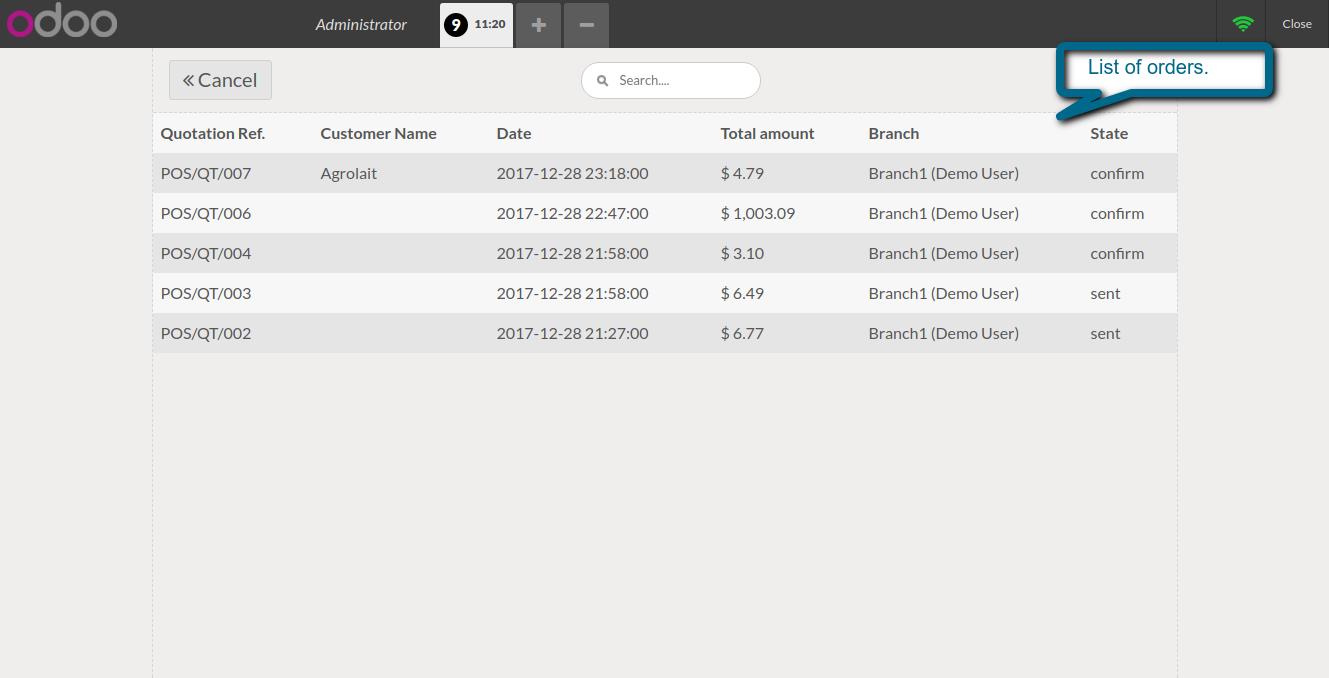 odoo Administrator 9 11:20 + − Close
« Cancel Search.... List of orders.
Quotation Ref. Customer Name Date Total amount Branch State
POS/QT/007 Agrolait 2017-12-28 23:18:00 $ 4.79 Branch1 (Demo User) confirm
POS/QT/006 2017-12-28 22:47:00 $ 1,003.09 Branch1 (Demo User) confirm
POS/QT/004 2017-12-28 21:58:00 $ 3.10 Branch1 (Demo User) confirm
POS/QT/003 2017-12-28 21:58:00 $ 6.49 Branch1 (Demo User) sent
POS/QT/002 2017-12-28 21:27:00 $ 6.77 Branch1 (Demo User) sent